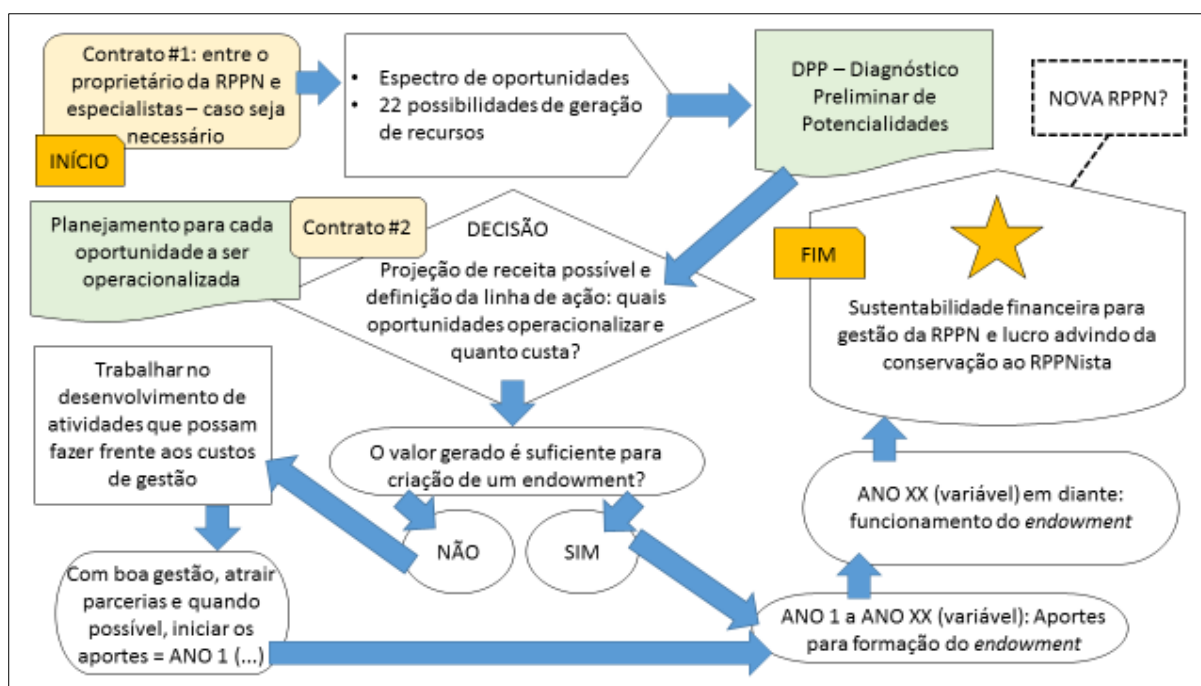 Contrato #1: entre o
proprietário da RPPN e
especialistas – caso seja
necessário
INÍCIO
• Espectro de oportunidades
• 22 possibilidades de geração
de recursos
DPP – Diagnóstico
Preliminar de
Potencialidades
NOVA RPPN?
Planejamento para cada
oportunidade a ser
operacionalizada
Contrato #2
DECISÃO
Projeção de receita possível e
definição da linha de ação: quais
oportunidades operacionalizar e
quanto custa?
FIM
Sustentabilidade financeira para
gestão da RPPN e lucro advindo da
conservação ao RPPNista
Trabalhar no
desenvolvimento de
atividades que possam
fazer frente aos custos
de gestão
O valor gerado é suficiente para
criação de um endowment?
NÃO
SIM
ANO XX (variável) em diante:
funcionamento do endowment
Com boa gestão, atrair
parcerias e quando
possível, iniciar os
aportes = ANO 1 (...)
ANO 1 a ANO XX (variável): Aportes
para formação do endowment